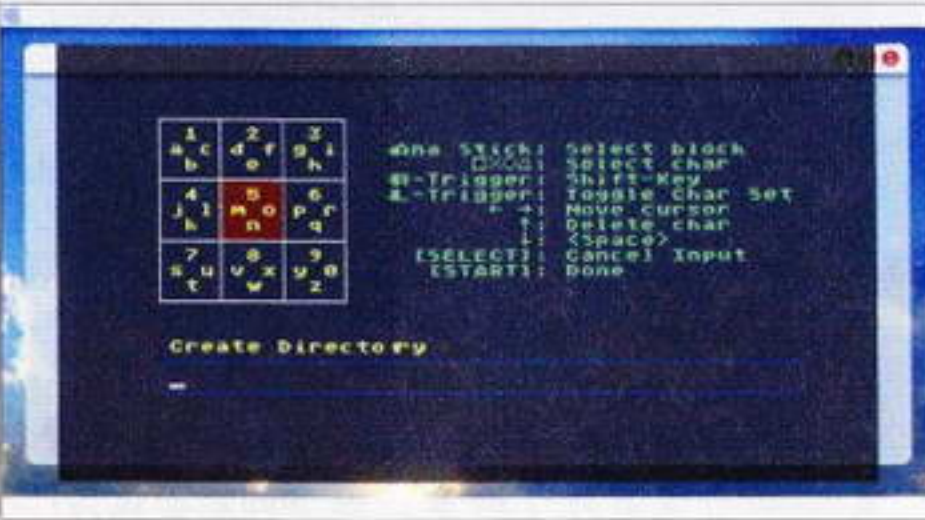 1 2 3
a c d f g i
b e h
4 5 6
j l m o p r
k n q
7 8 9
s u v x y 0
t w z
Ana Stick: Select block
□×○△: Select char
R-Trigger: Shift-Key
L-Trigger: Toggle Char Set
← →: Move cursor
↑: Delete char
↓: <Space>
[SELECT]: Cancel Input
[START]: Done
Create Directory